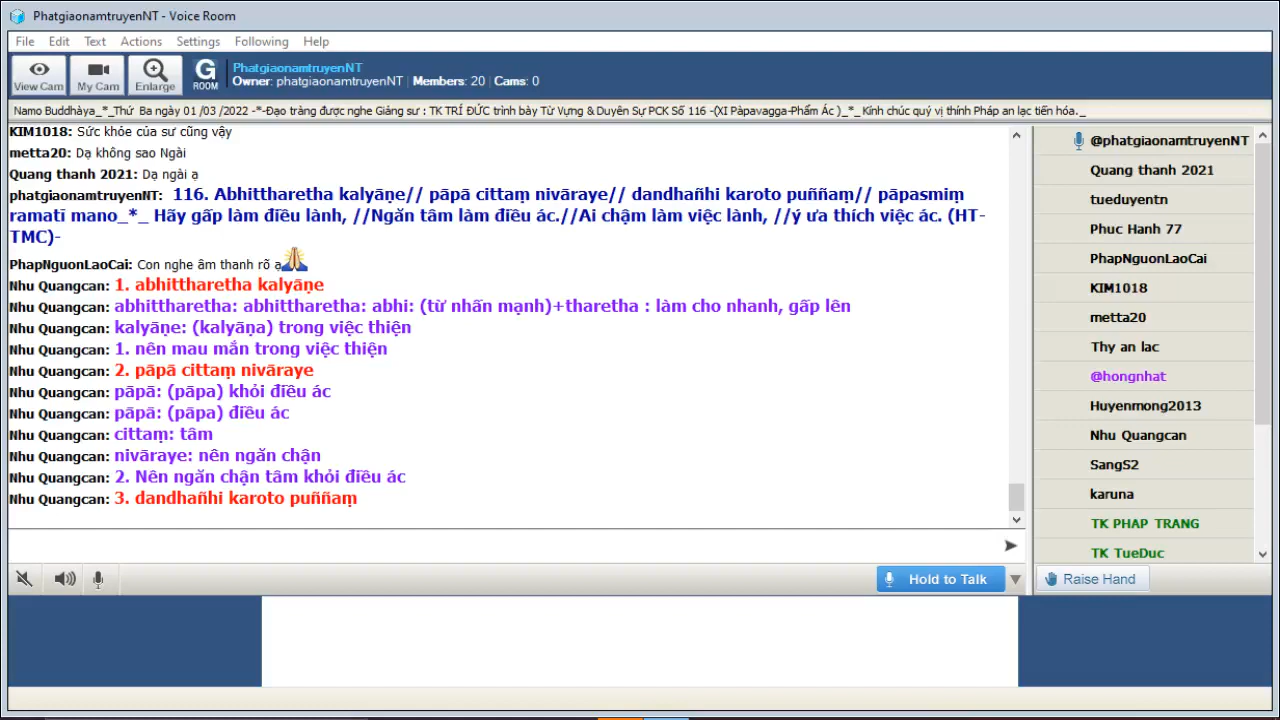 PhatgiaonamtruyenNT - Voice Room
File Edit Text Actions Settings Following Help
View Cam My Cam Enlarge G ROOM
PhatgiaonamtruyenNT
Owner: phatgiaonamtruyenNT | Members: 20 | Cams: 0
Namo Buddhàya_*_Thứ Ba ngày 01 /03 /2022 -*-Đạo tràng được nghe Giảng sư : TK TRÍ ĐỨC trình bày Từ Vựng & Duyên Sự PCK Số 116 -(XI Pàpavagga-Phẩm Ác )_*_ Kính chúc quý vị thính Pháp an lạc tiến hóa._
KIM1018: Sức khỏe của sư cũng vậy
metta20: Dạ không sao Ngài
Quang thanh 2021: Dạ ngài ạ
phatgiaonamtruyenNT: 116. Abhittharetha kalyāṇe// pāpā cittaṃ nivāraye// dandhañhi karoto puññaṃ// pāpasmiṃ
ramatī mano_*_ Hãy gấp làm điều lành, //Ngăn tâm làm điều ác.//Ai chậm làm việc lành, //ý ưa thích việc ác. (HT-
TMC)-
PhapNguonLaoCai: Con nghe âm thanh rõ ạ
Nhu Quangcan: 1. abhittharetha kalyāṇe
Nhu Quangcan: abhittharetha: abhittharetha: abhi: (từ nhấn mạnh)+tharetha : làm cho nhanh, gấp lên
Nhu Quangcan: kalyāṇe: (kalyāṇa) trong việc thiện
Nhu Quangcan: 1. nên mau mắn trong việc thiện
Nhu Quangcan: 2. pāpā cittaṃ nivāraye
Nhu Quangcan: pāpā: (pāpa) khỏi điều ác
Nhu Quangcan: pāpā: (pāpa) điều ác
Nhu Quangcan: cittaṃ: tâm
Nhu Quangcan: nivāraye: nên ngăn chận
Nhu Quangcan: 2. Nên ngăn chận tâm khỏi điều ác
Nhu Quangcan: 3. dandhañhi karoto puññaṃ
@phatgiaonamtruyenNT
Quang thanh 2021
tueduyentn
Phuc Hanh 77
PhapNguonLaoCai
KIM1018
metta20
Thy an lac
@hongnhat
Huyenmong2013
Nhu Quangcan
SangS2
karuna
TK PHAP TRANG
TK TueDuc
Hold to Talk
Raise Hand